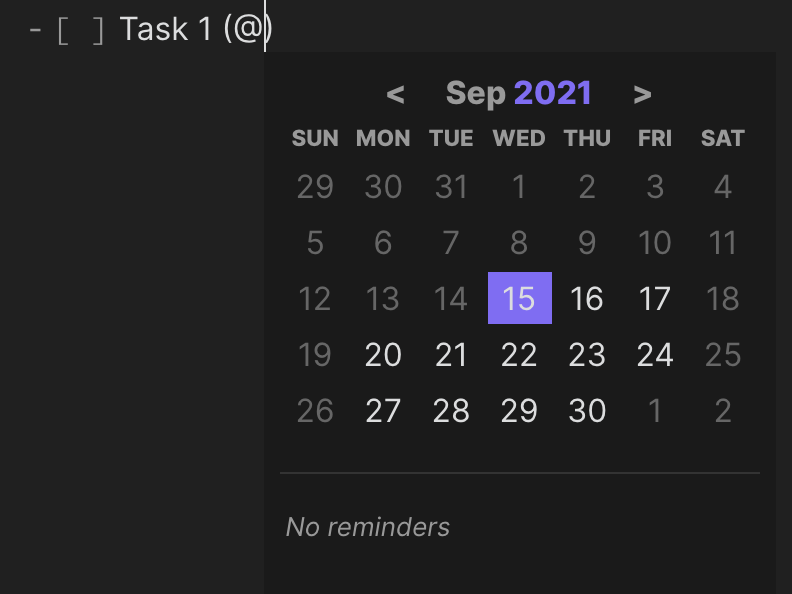 - [ ] Task 1 (@)
< Sep 2021 >
SUN MON TUE WED THU FRI SAT
29 30 31 1 2 3 4
5 6 7 8 9 10 11
12 13 14 15 16 17 18
19 20 21 22 23 24 25
26 27 28 29 30 1 2
No reminders